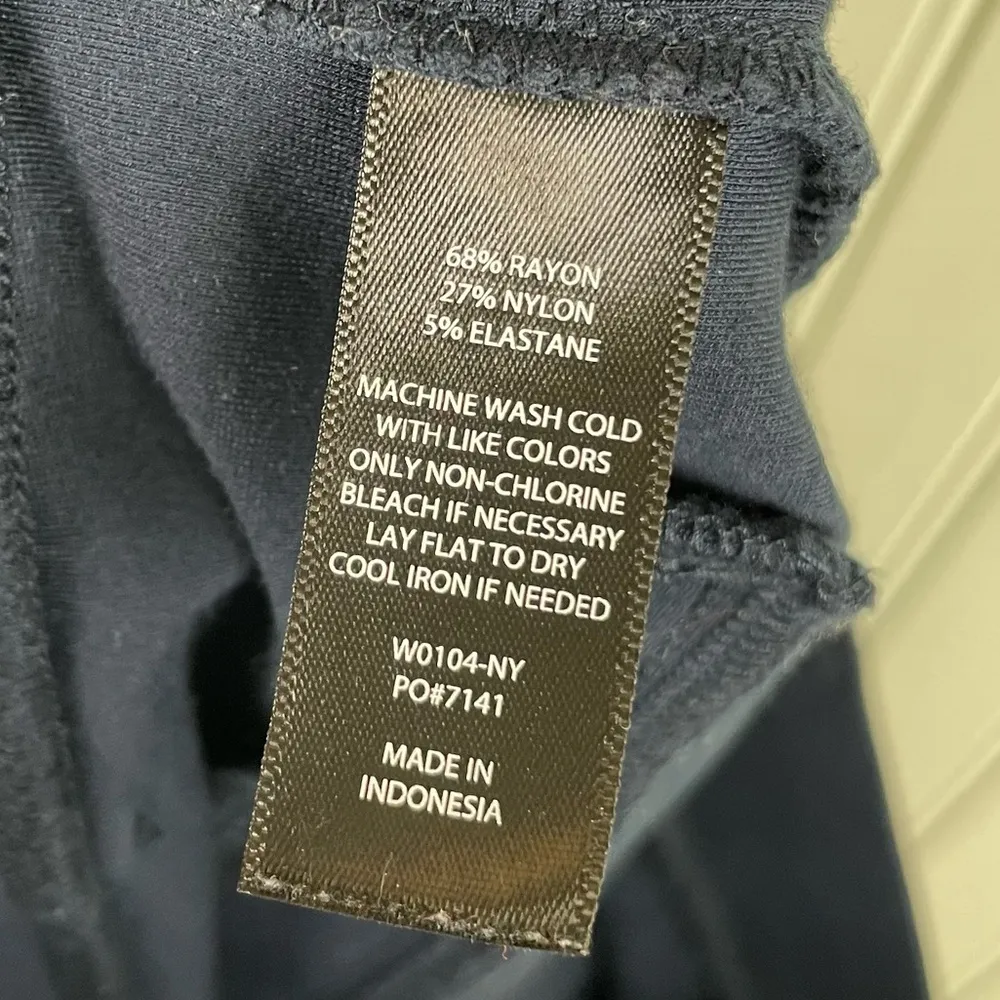 68% RAYON
27% NYLON
5% ELASTANE
MACHINE WASH COLD
WITH LIKE COLORS
ONLY NON-CHLORINE
BLEACH IF NECESSARY
LAY FLAT TO DRY
COOL IRON IF NEEDED
W0104-NY
PO#7141
MADE IN
INDONESIA